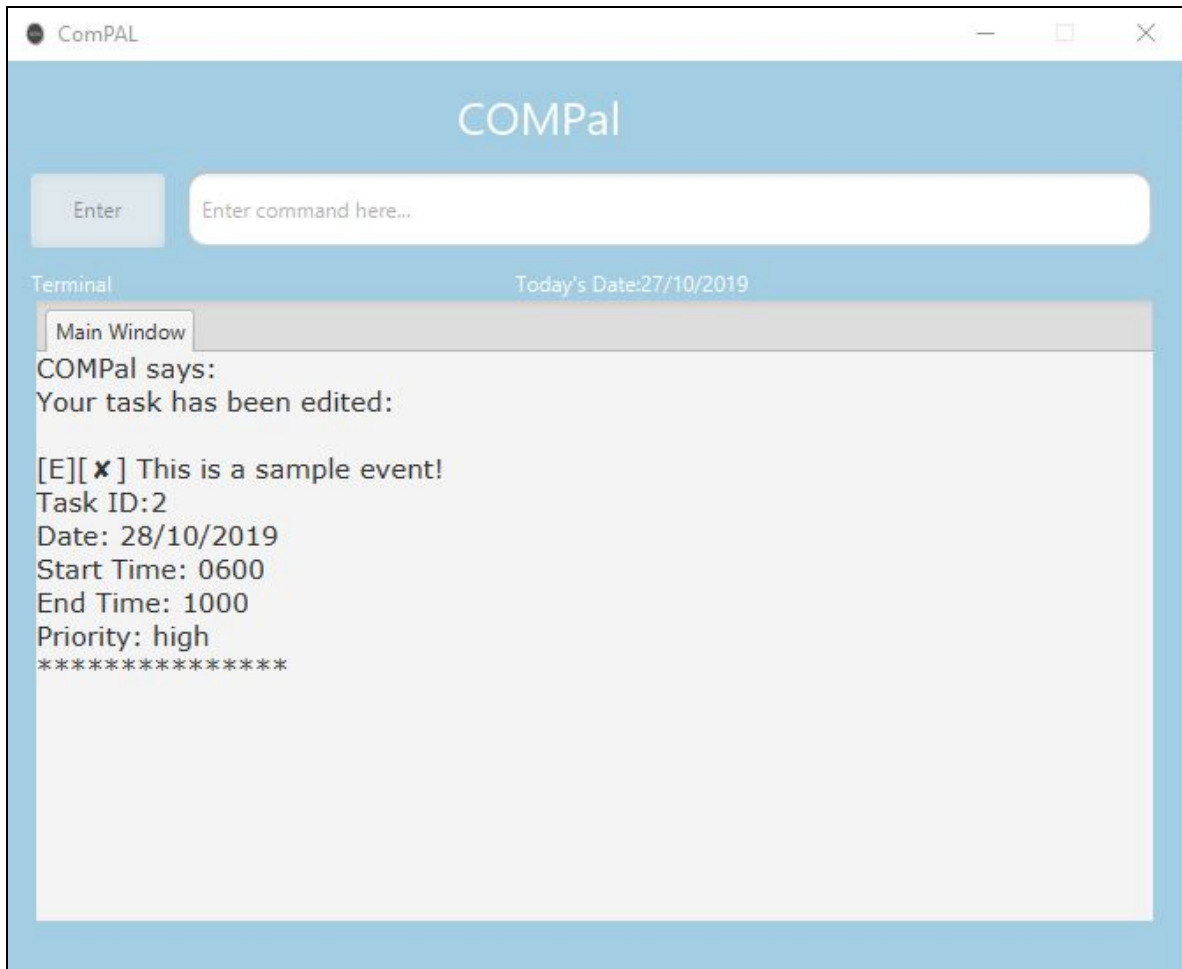 ComPAL
COMPal
Enter
Enter command here...
Terminal
Today's Date:27/10/2019
Main Window
COMPal says:
Your task has been edited:
[E][✘] This is a sample event!
Task ID:2
Date: 28/10/2019
Start Time: 0600
End Time: 1000
Priority: high
***************